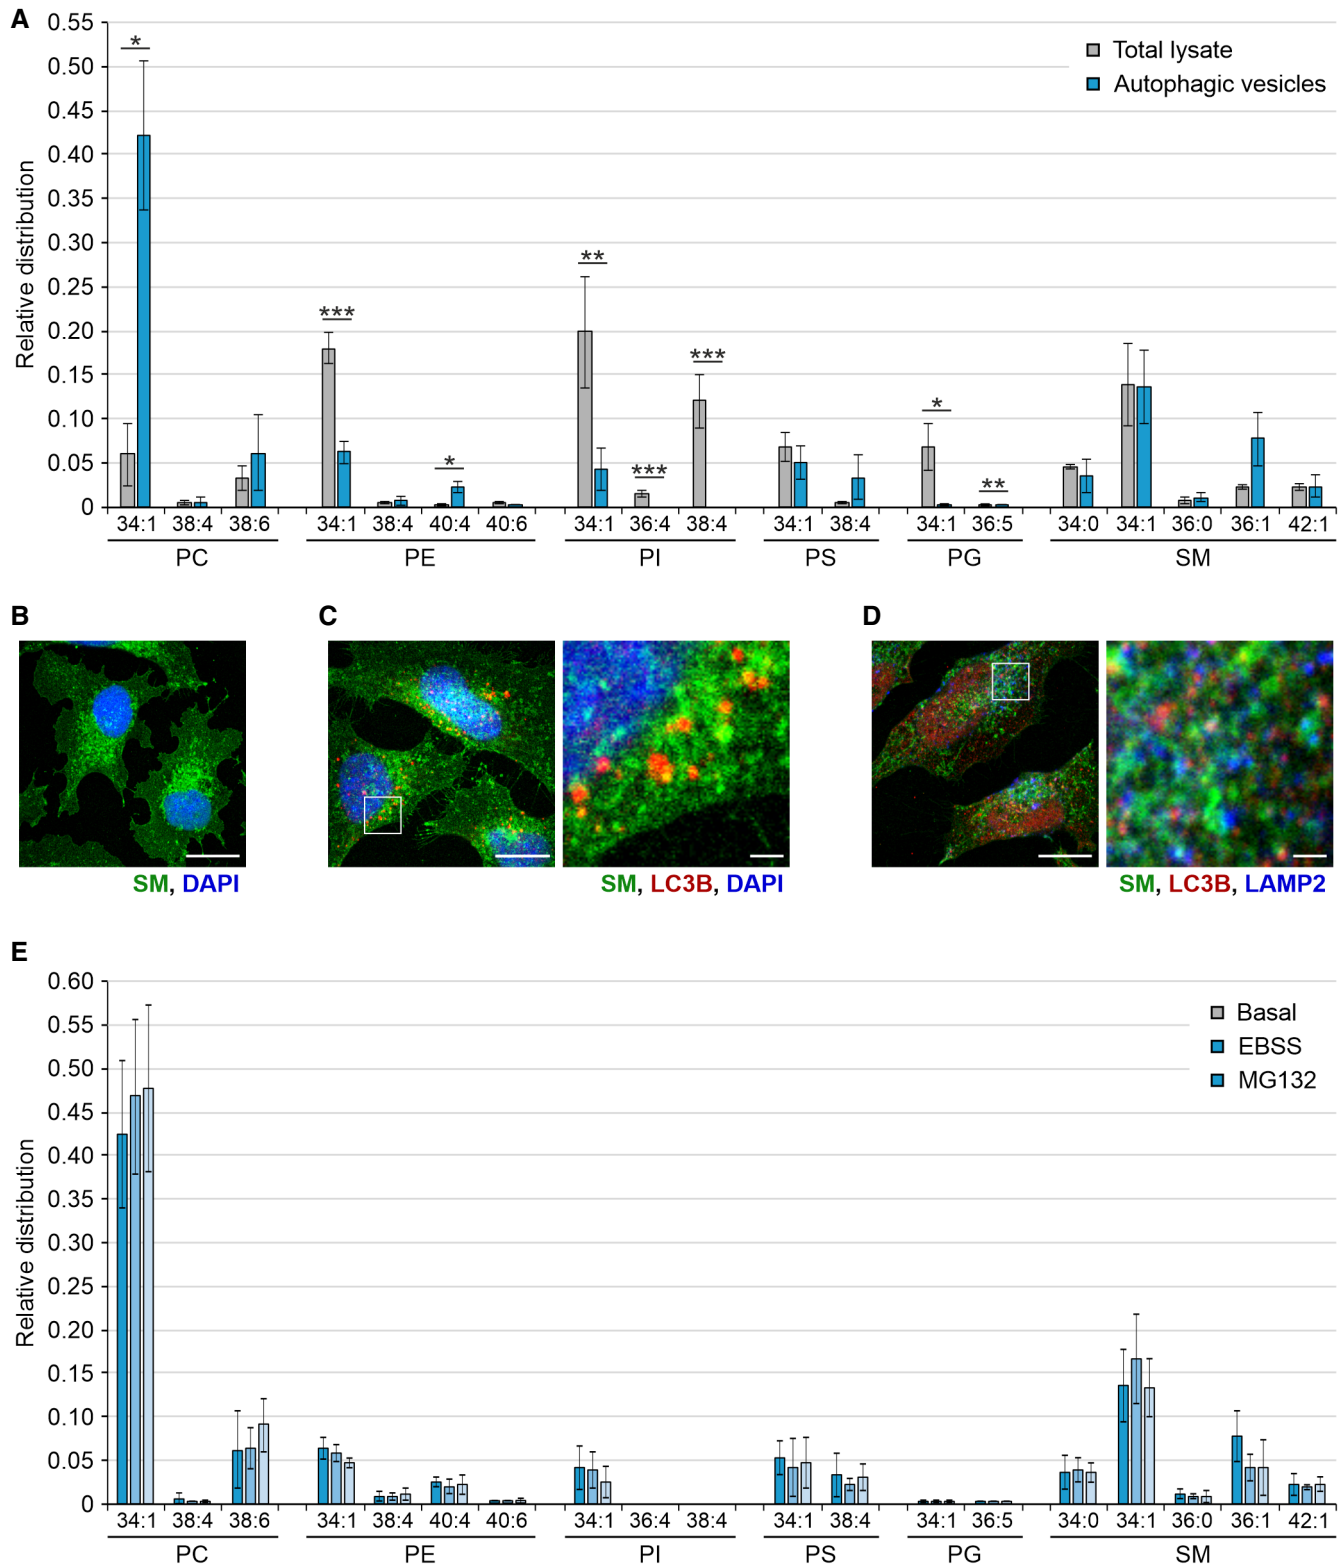 A
0.55
0.50
0.45
0.40
0.35
0.30
0.25
0.20
0.15
0.10
0.05
0
Relative distribution
Total lysate
Autophagic vesicles
*
***
*
**
***
***
*
**
34:1 38:4 38:6 34:1 38:4 40:4 40:6 34:1 36:4 38:4 34:1 38:4 34:1 36:5 34:0 34:1 36:0 36:1 42:1
PC PE PI PS PG SM
B C D
SM, DAPI
SM, LC3B, DAPI
SM, LC3B, LAMP2
E
0.60
0.55
0.50
0.45
0.40
0.35
0.30
0.25
0.20
0.15
0.10
0.05
0
Relative distribution
Basal
EBSS
MG132
34:1 38:4 38:6 34:1 38:4 40:4 40:6 34:1 36:4 38:4 34:1 38:4 34:1 36:5 34:0 34:1 36:0 36:1 42:1
PC PE PI PS PG SM